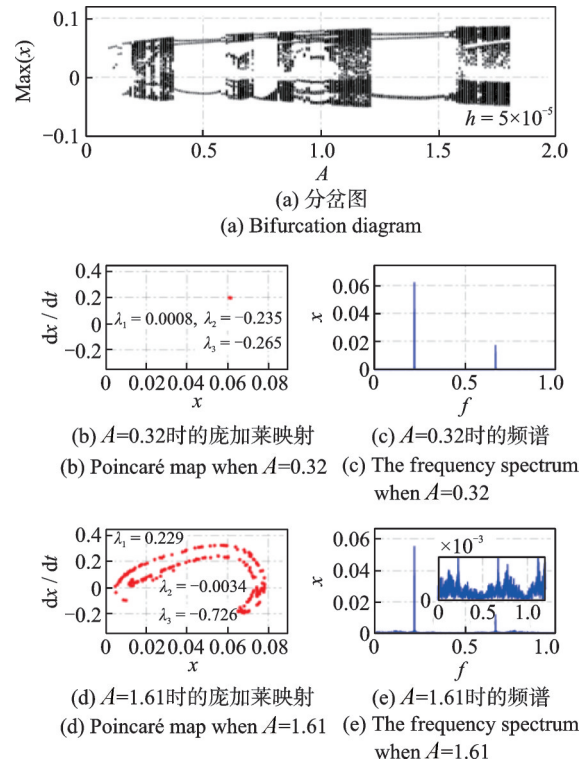 0.1
Max(x)
0
−0.1
h = 5×10⁻⁵
0 0.5 1.0 1.5 2.0
A
(a) 分岔图
(a) Bifurcation diagram
0.4
0.2
dx / dt
0
−0.2
λ₁ = 0.0008, λ₂ = −0.235
λ₃ = −0.265
0 0.02 0.04 0.06 0.08
x
0.06
0.04
x
0.02
0
0 0.5 1.0
f
(b) A=0.32时的庞加莱映射
(b) Poincaré map when A=0.32
(c) A=0.32时的频谱
(c) The frequency spectrum
when A=0.32
0.4
0.2
dx / dt
0
−0.2
λ₁ = 0.229
λ₂ = −0.0034
λ₃ = −0.726
0 0.02 0.04 0.06 0.08
x
0.06
0.04
x
0.02
0
×10⁻³
0
0 0.5 1.0
0 0.5 1.0
f
(d) A=1.61时的庞加莱映射
(d) Poincaré map when A=1.61
(e) A=1.61时的频谱
(e) The frequency spectrum
when A=1.61